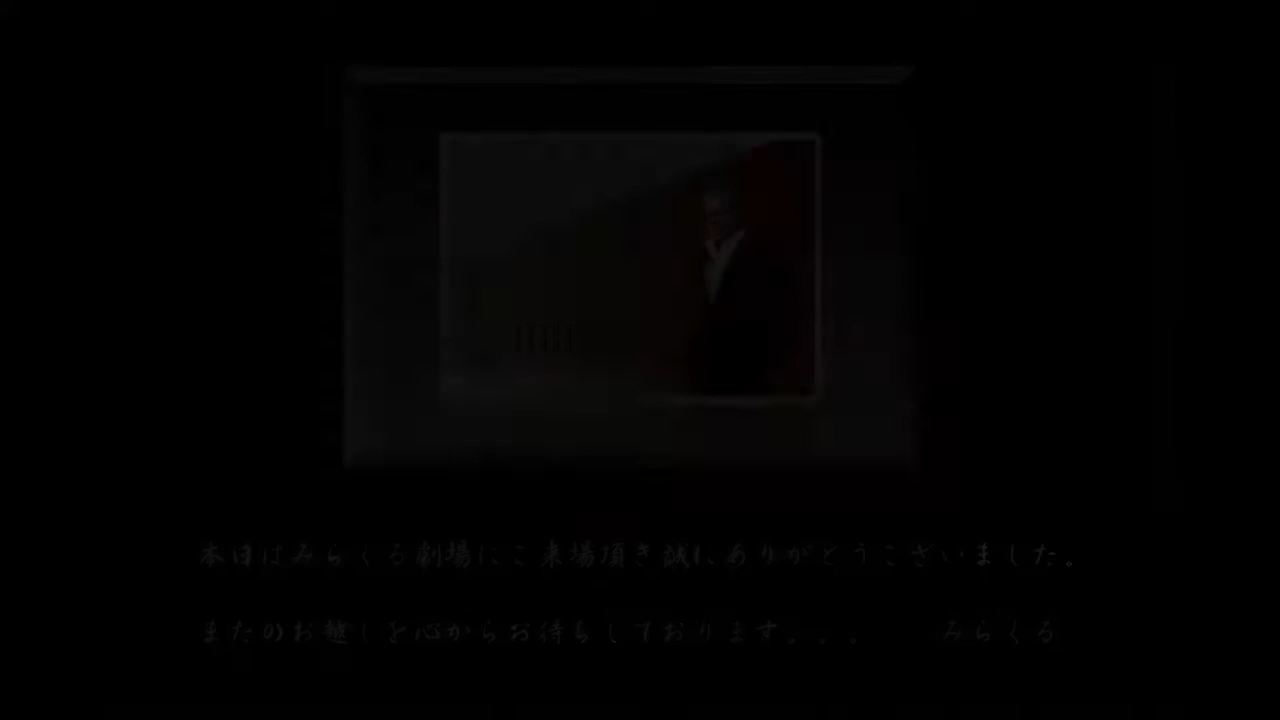 本日はみらくる劇場にご来場頂き誠にありがとうございました。
またのお越しを心からお待ちしております。。。 みらくる